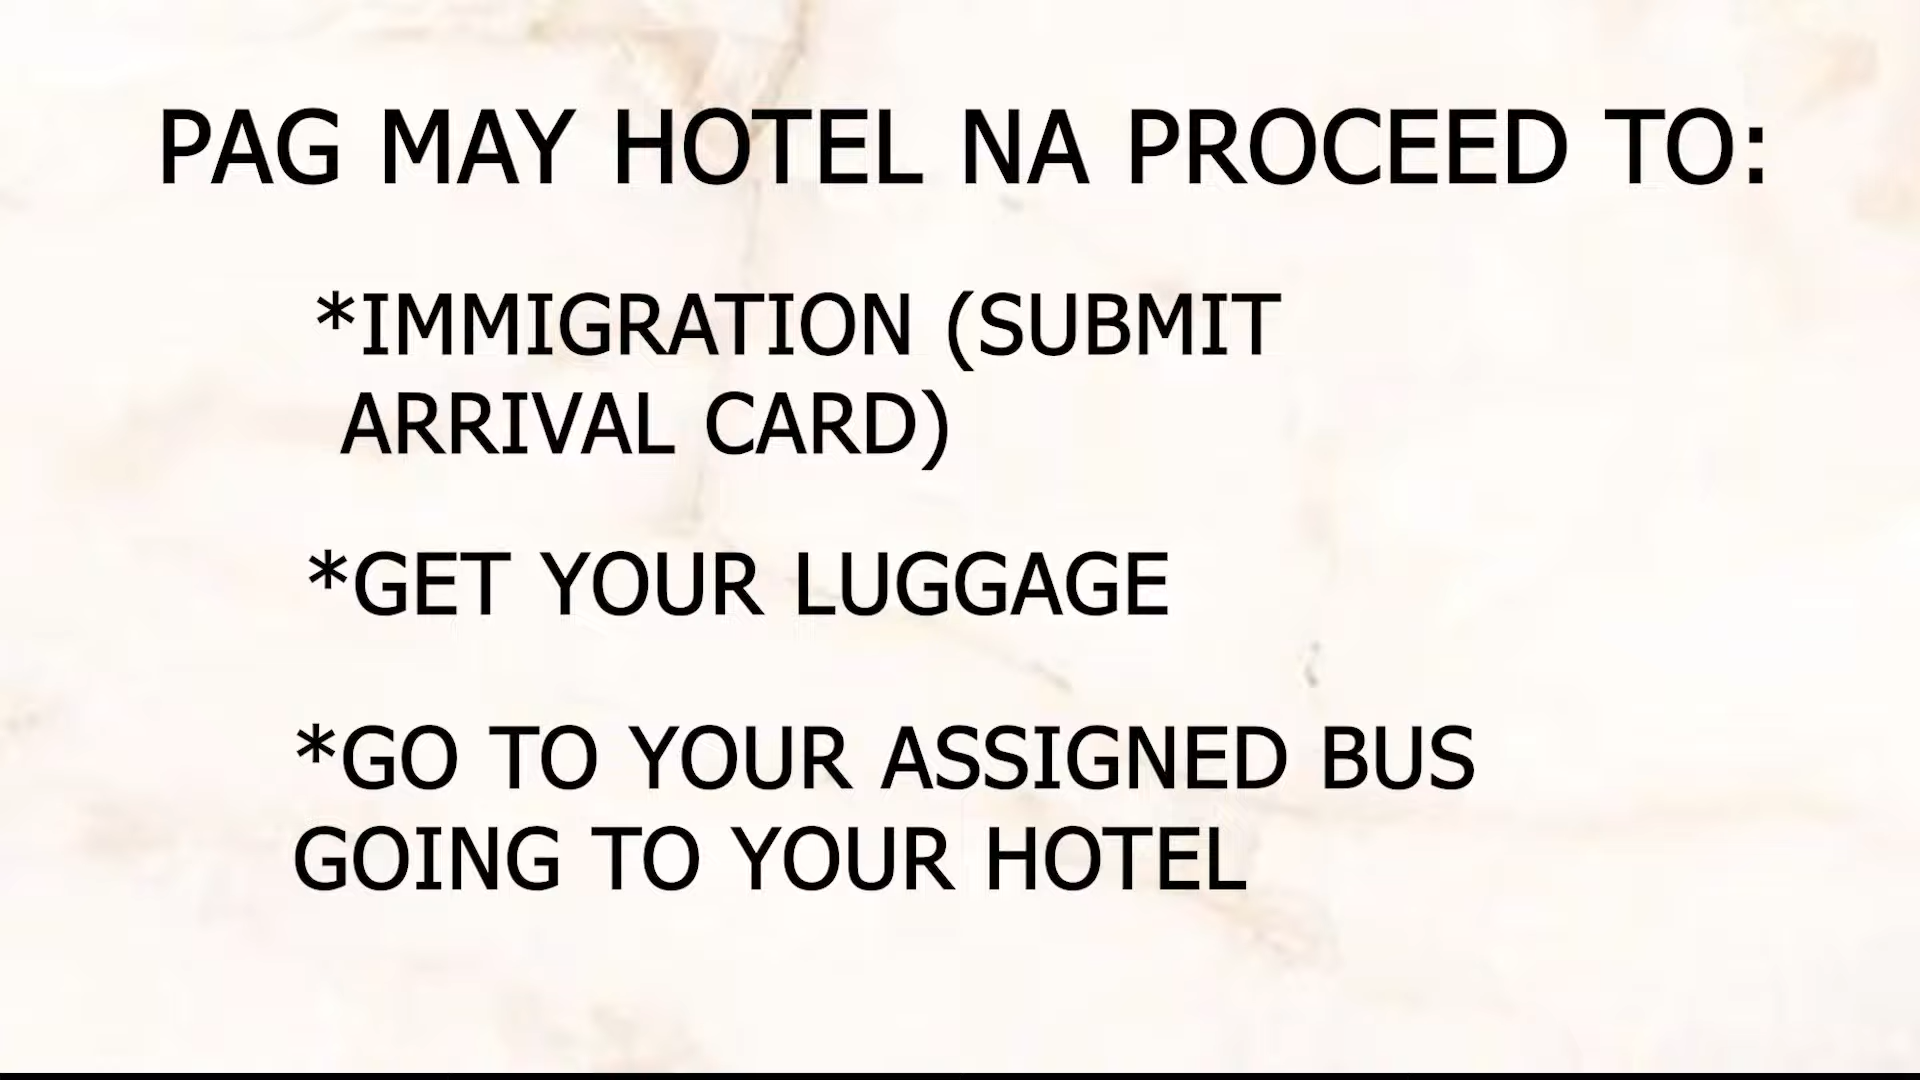 PAG MAY HOTEL NA PROCEED TO:
*IMMIGRATION (SUBMIT
ARRIVAL CARD)
*GET YOUR LUGGAGE
*GO TO YOUR ASSIGNED BUS
GOING TO YOUR HOTEL